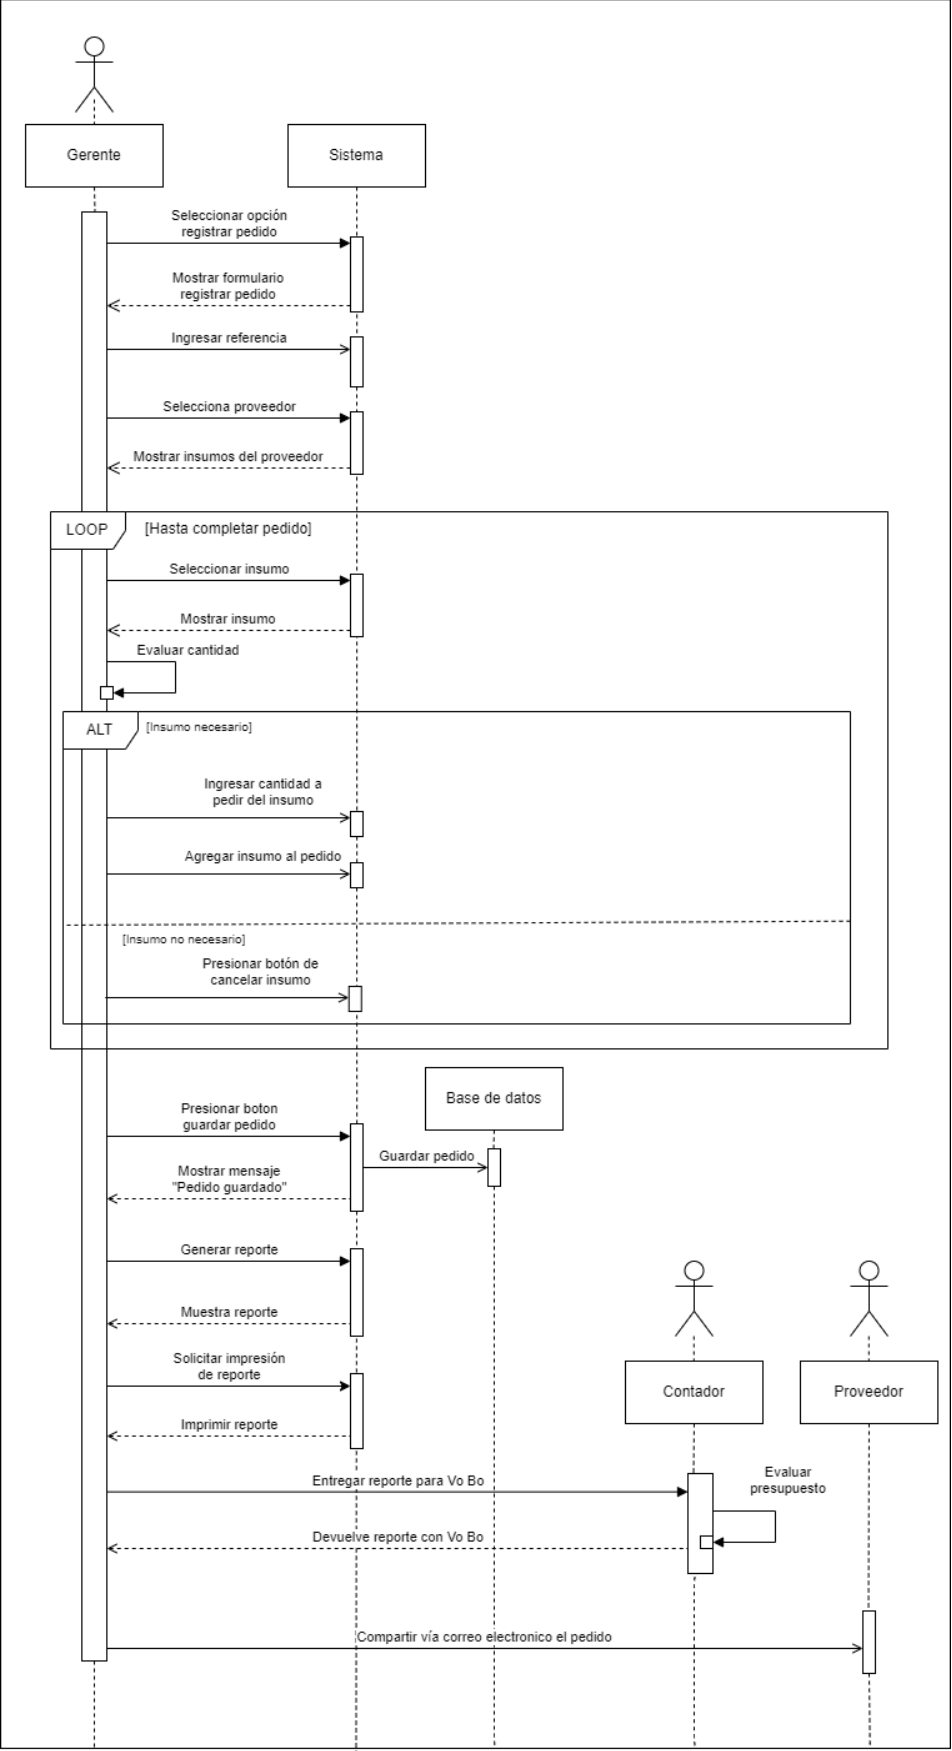 Gerente
Sistema
Seleccionar opción
registrar pedido
Mostrar formulario
registrar pedido
Ingresar referencia
Selecciona proveedor
Mostrar insumos del proveedor
LOOP
[Hasta completar pedido]
Seleccionar insumo
Mostrar insumo
Evaluar cantidad
ALT
[Insumo necesario]
Ingresar cantidad a
pedir del insumo
Agregar insumo al pedido
[Insumo no necesario]
Presionar botón de
cancelar insumo
Base de datos
Presionar boton
guardar pedido
Guardar pedido
Mostrar mensaje
"Pedido guardado"
Generar reporte
Muestra reporte
Solicitar impresión
de reporte
Contador
Proveedor
Imprimir reporte
Entregar reporte para Vo Bo
Evaluar
presupuesto
Devuelve reporte con Vo Bo
Compartir vía correo electronico el pedido